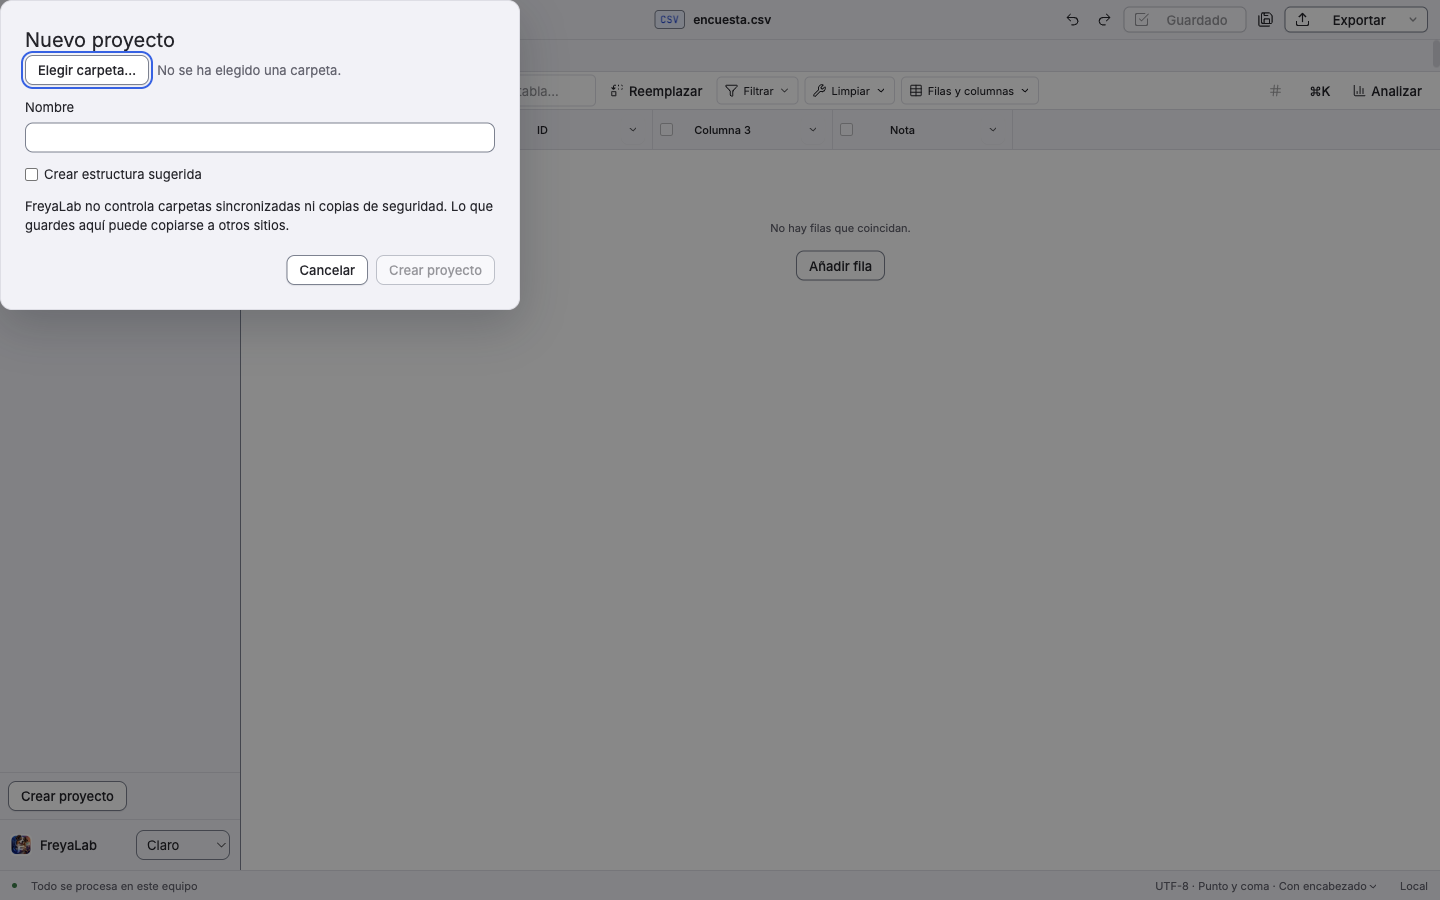 Nuevo proyecto
Elegir carpeta... No se ha elegido una carpeta.
Nombre
Crear estructura sugerida
FreyaLab no controla carpetas sincronizadas ni copias de seguridad. Lo que
guardes aquí puede copiarse a otros sitios.
Cancelar Crear proyecto
CSV encuesta.csv
Guardado Exportar
tabla... Reemplazar Filtrar Limpiar Filas y columnas # ⌘K Analizar
ID Columna 3 Nota
No hay filas que coincidan.
Añadir fila
Crear proyecto
FreyaLab Claro
Todo se procesa en este equipo UTF-8 · Punto y coma · Con encabezado Local